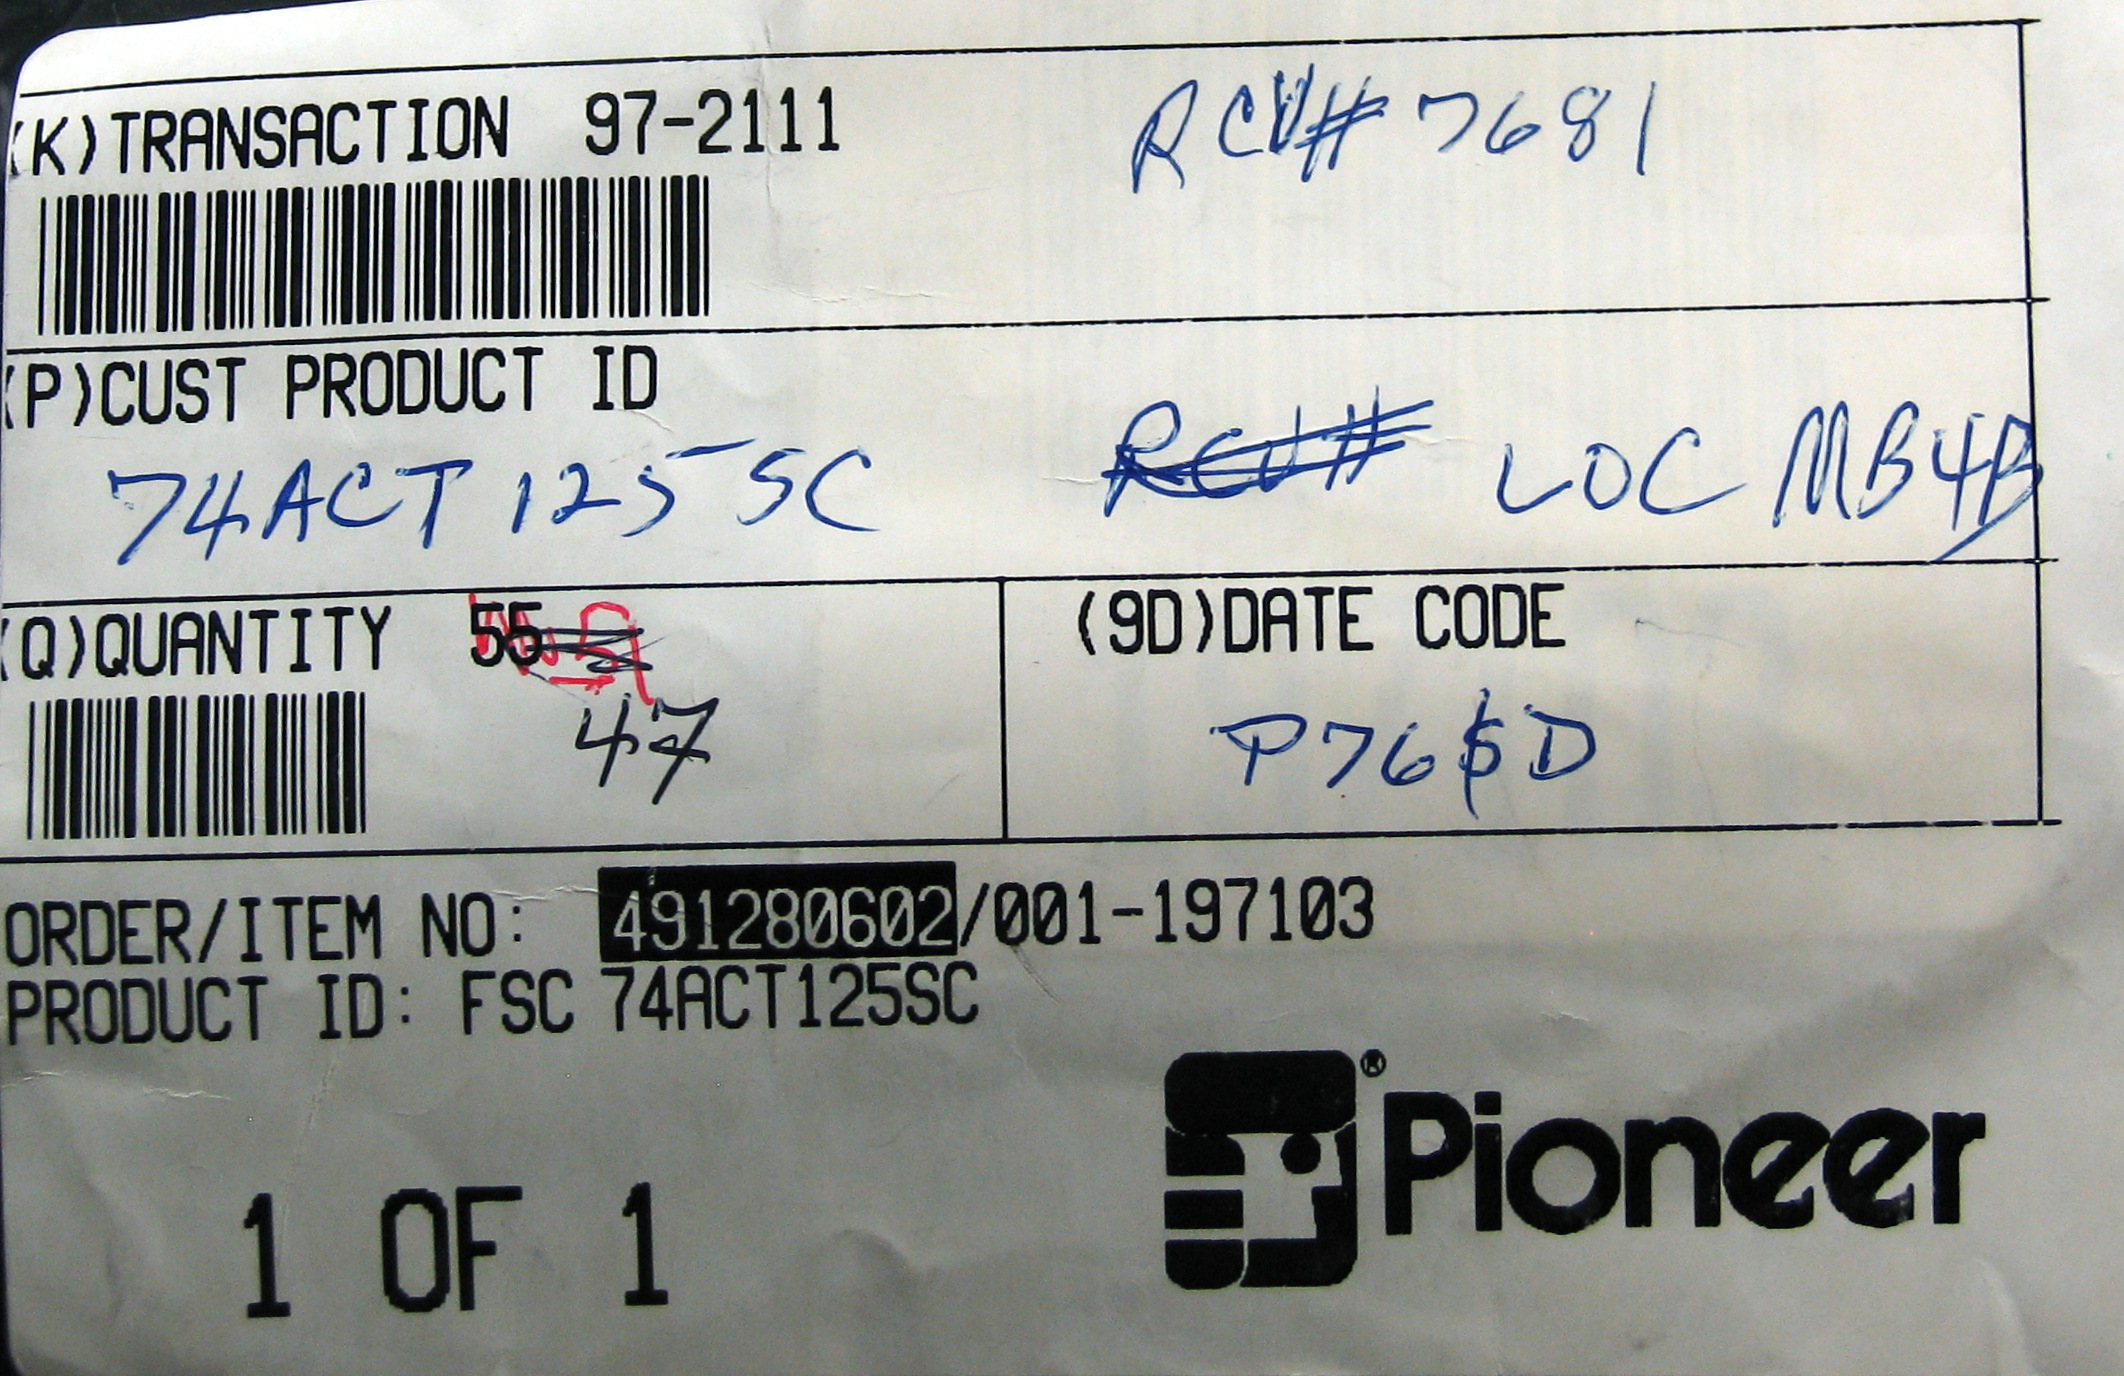 (K)TRANSACTION 97-2111 RCV# 7681
(P)CUST PRODUCT ID
74ACT125SC RCV# LOC MB4B
(Q)QUANTITY 55 (9D)DATE CODE
47 P76$D
ORDER/ITEM NO: 491280602/001-197103
PRODUCT ID: FSC 74ACT125SC
1 OF 1
® Pioneer